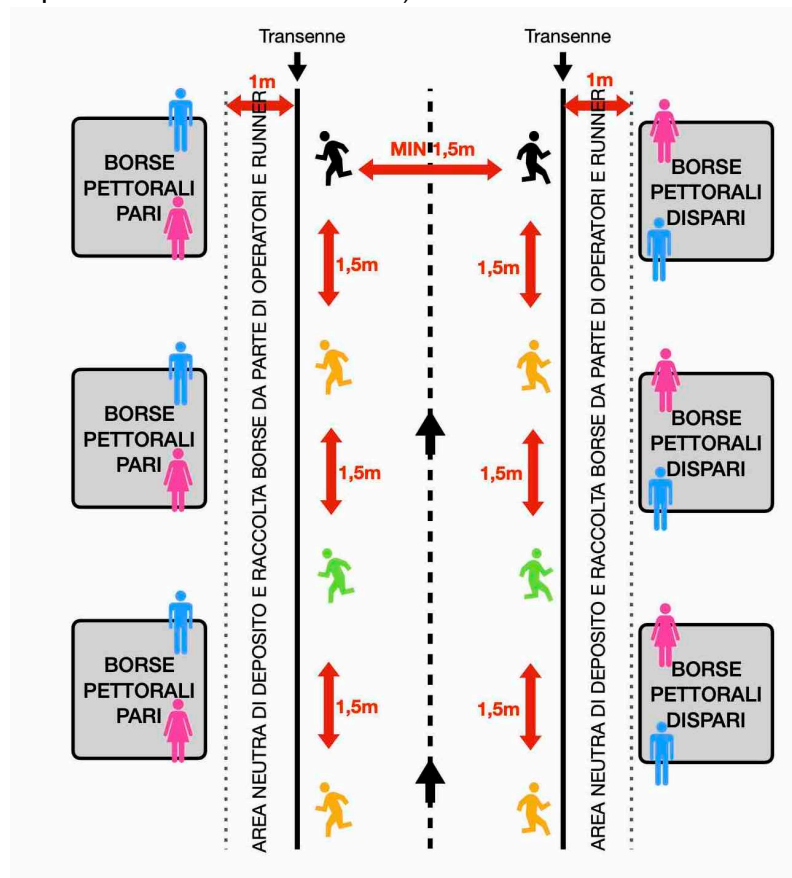 Transenne
Transenne
1m
1m
BORSE
PETTORALI
PARI
AREA NEUTRA DI DEPOSITO E RACCOLTA BORSE DA PARTE DI OPERATORI E RUNNER
MIN 1,5m
AREA NEUTRA DI DEPOSITO E RACCOLTA BORSE DA PARTE DI OPERATORI E RUNNER
BORSE
PETTORALI
DISPARI
1,5m
1,5m
BORSE
PETTORALI
PARI
BORSE
PETTORALI
DISPARI
1,5m
1,5m
BORSE
PETTORALI
PARI
BORSE
PETTORALI
DISPARI
1,5m
1,5m